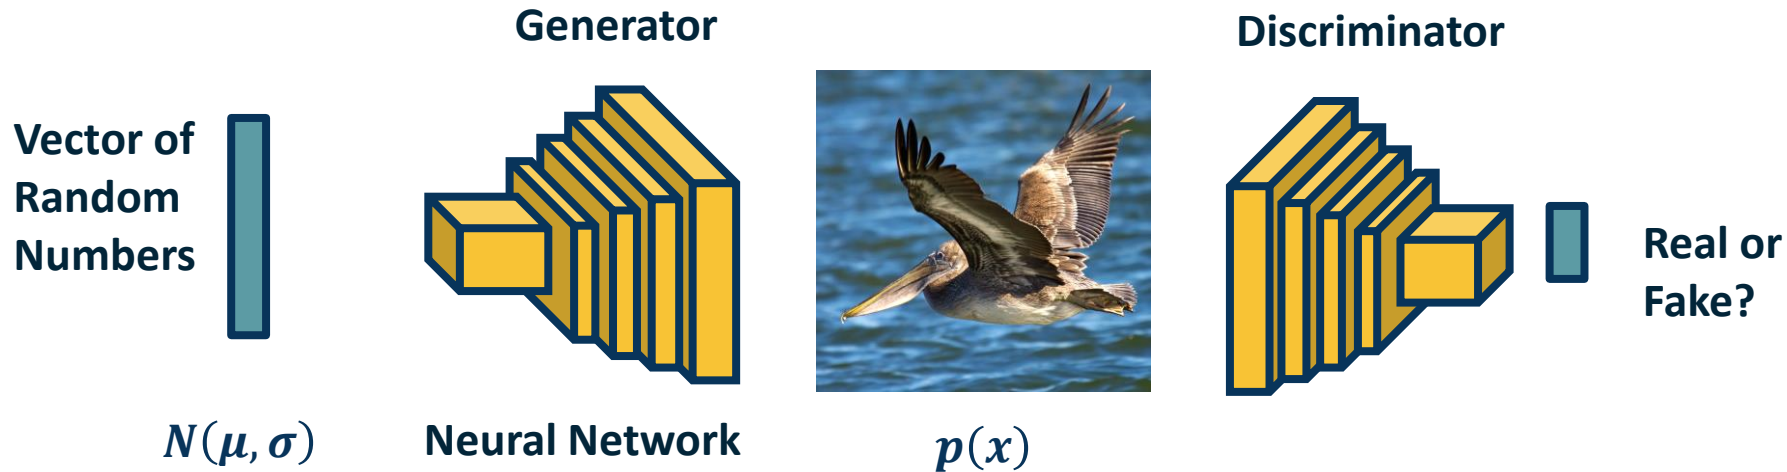 Generator
Discriminator
Vector of
Random
Numbers
Real or
Fake?
N(μ, σ)
Neural Network
p(x)